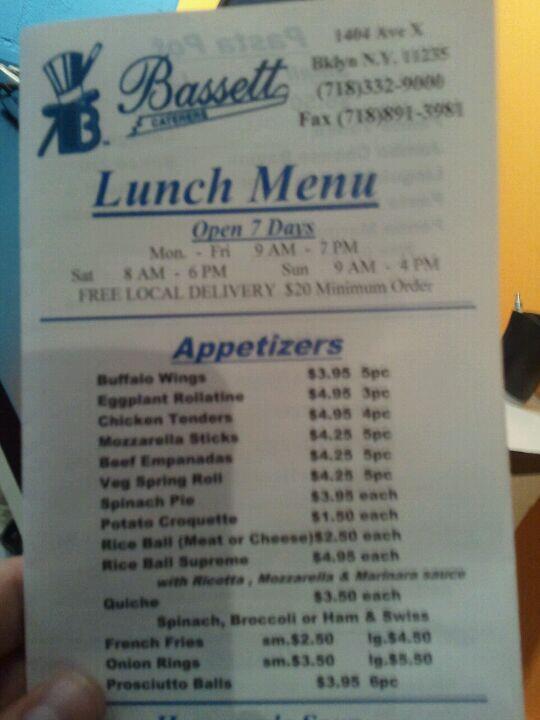 1404 Ave X
Bklyn N.Y. 11235
(718)332-9000
Fax (718)891-3981
Bassett
CATERERS
Lunch Menu
Open 7 Days
Mon. - Fri 9 AM - 7 PM
Sat 8 AM - 6 PM Sun 9 AM - 4 PM
FREE LOCAL DELIVERY $20 Minimum Order
Appetizers
Buffalo Wings $3.95 5pc
Eggplant Rollatine $4.95 3pc
Chicken Tenders $4.95 4pc
Mozzarella Sticks $4.25 5pc
Beef Empanadas $4.25 5pc
Veg Spring Roll $4.25 5pc
Spinach Pie $3.95 each
Potato Croquette $1.50 each
Rice Ball (Meat or Cheese)$2.50 each
Rice Ball Supreme $4.95 each
with Ricotta , Mozzarella & Marinara sauce
Quiche $3.50 each
Spinach, Broccoli or Ham & Swiss
French Fries sm.$2.50 lg.$4.50
Onion Rings sm.$3.50 lg.$5.50
Prosciutto Balls $3.95 6pc